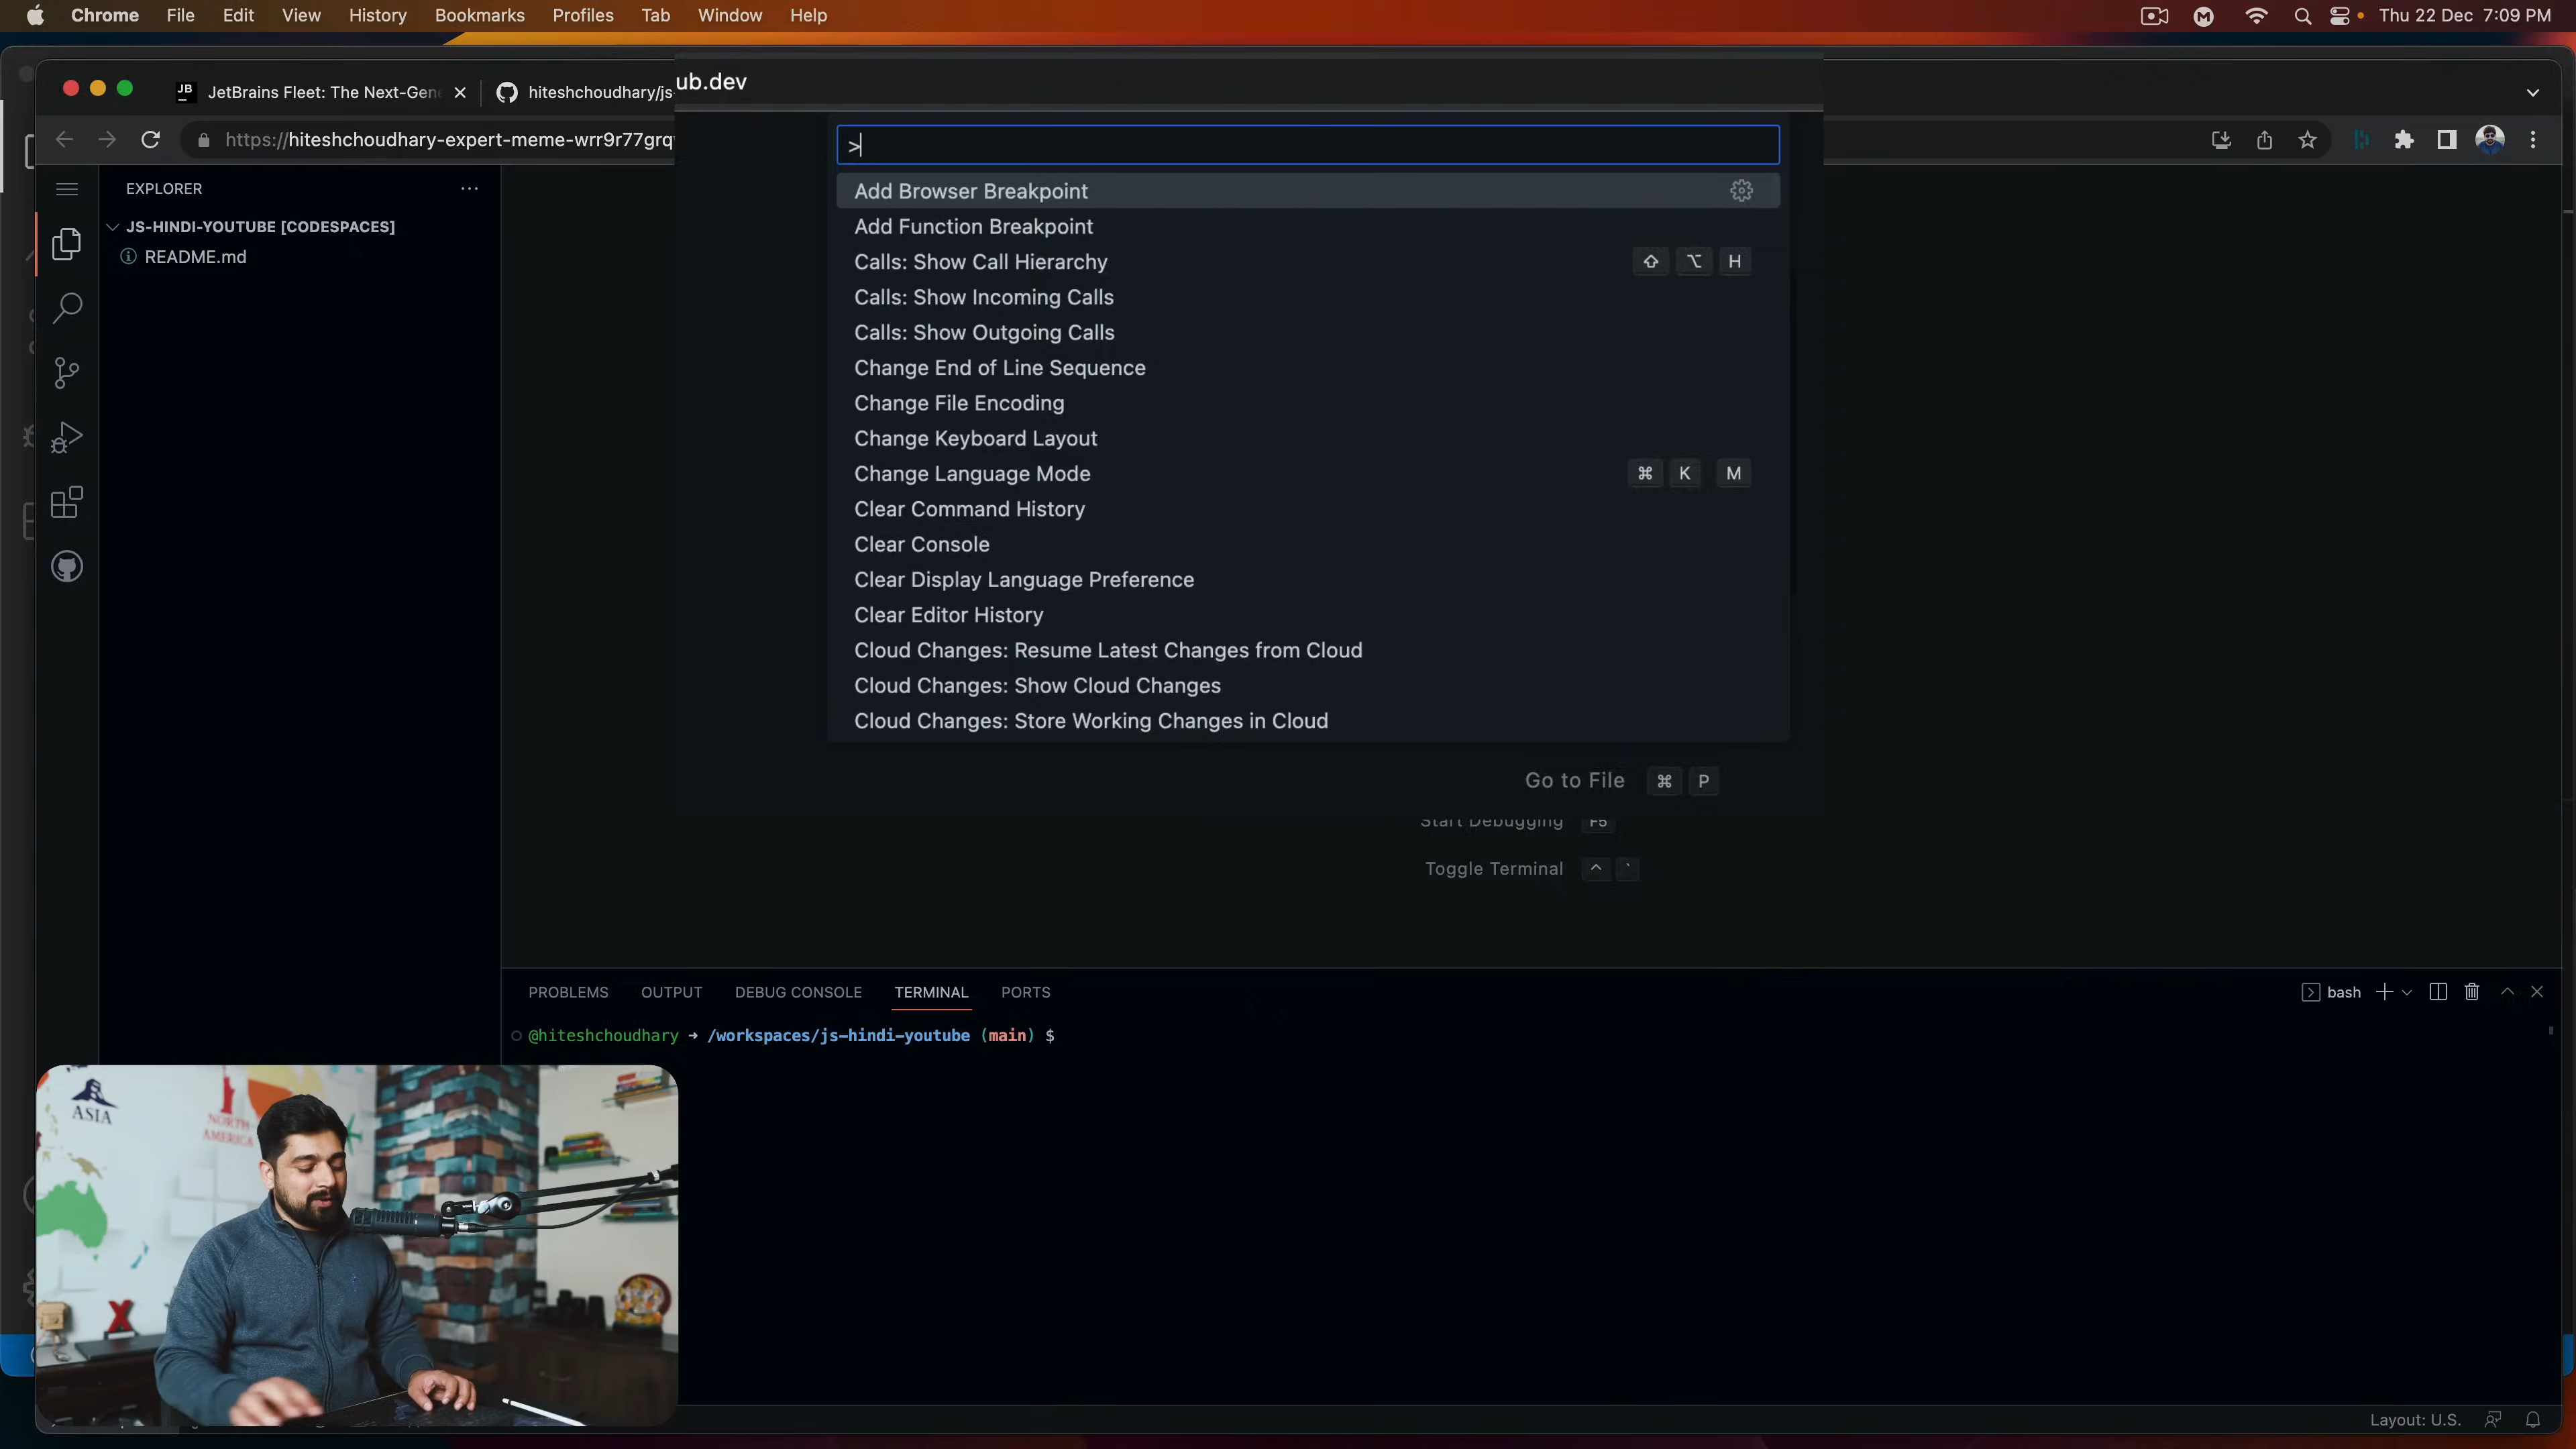 Chrome File Edit View History Bookmarks Profiles Tab Window Help
Thu 22 Dec 7:09 PM
JB JetBrains Fleet: The Next-Gen
hiteshchoudhary/js-
ub.dev
https://hiteshchoudhary-expert-meme-wrr9r77grq
>
EXPLORER
JS-HINDI-YOUTUBE [CODESPACES]
README.md
Add Browser Breakpoint
Add Function Breakpoint
Calls: Show Call Hierarchy ⇧ ⌥ H
Calls: Show Incoming Calls
Calls: Show Outgoing Calls
Change End of Line Sequence
Change File Encoding
Change Keyboard Layout
Change Language Mode ⌘ K M
Clear Command History
Clear Console
Clear Display Language Preference
Clear Editor History
Cloud Changes: Resume Latest Changes from Cloud
Cloud Changes: Show Cloud Changes
Cloud Changes: Store Working Changes in Cloud
Go to File ⌘ P
Start Debugging F5
Toggle Terminal ^ `
PROBLEMS OUTPUT DEBUG CONSOLE TERMINAL PORTS
bash
@hiteshchoudhary → /workspaces/js-hindi-youtube (main) $
ASIA
NORTH
AMERICA
Layout: U.S.